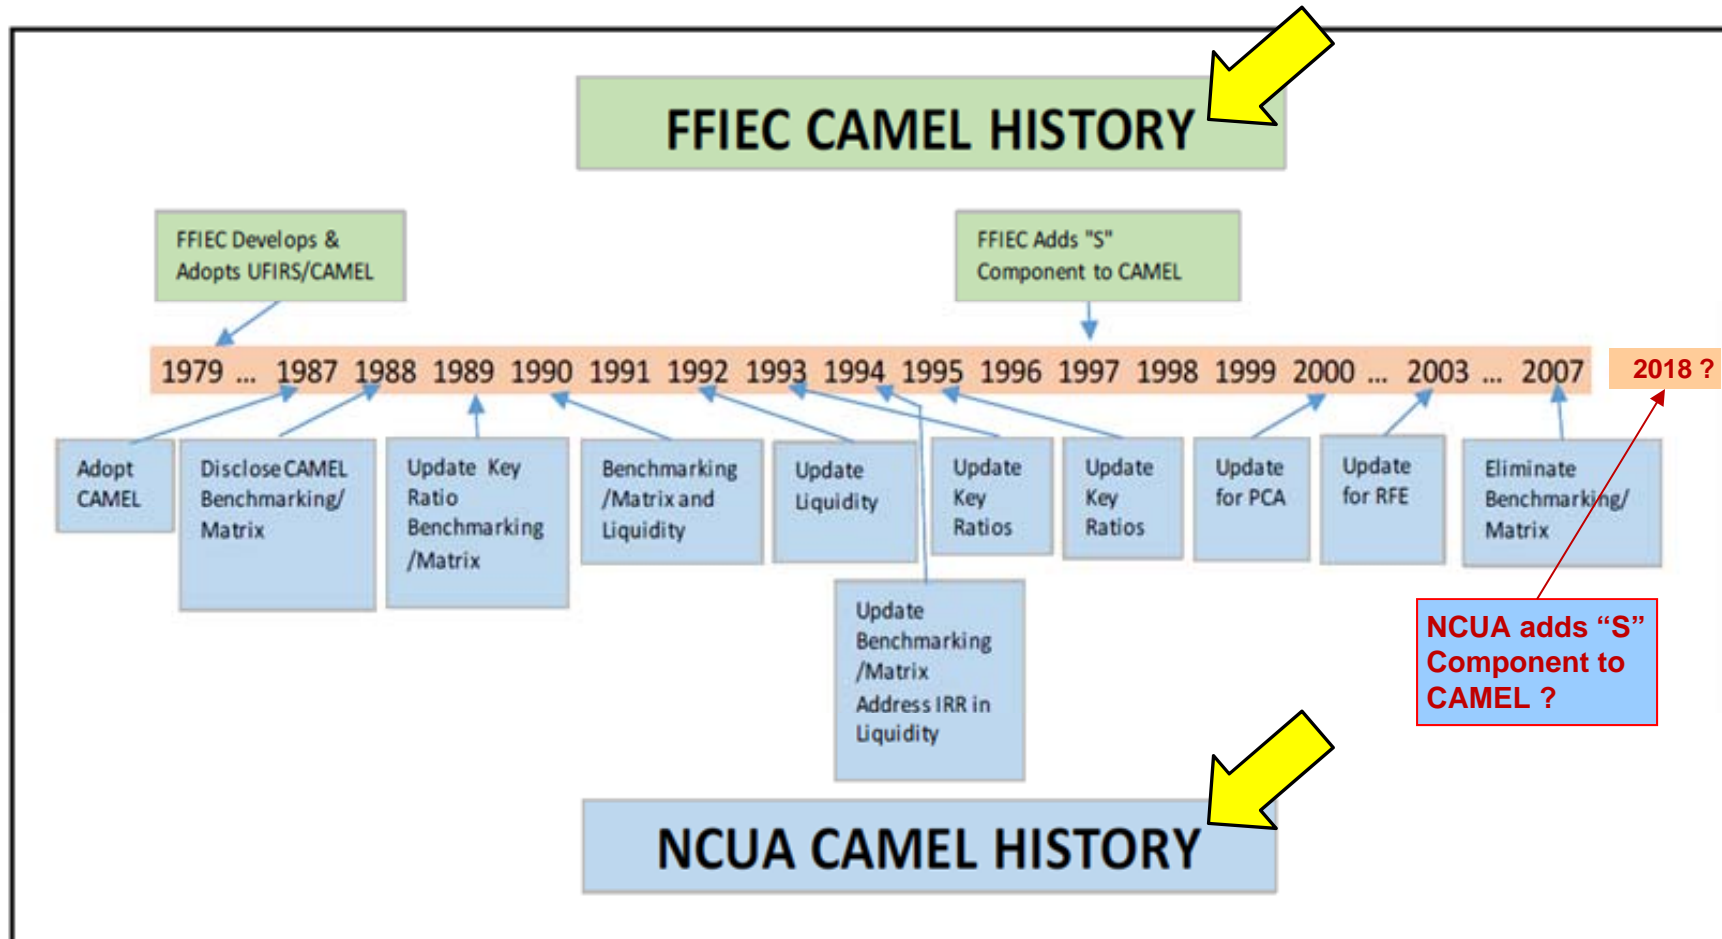 FFIEC CAMEL HISTORY
FFIEC Develops &
Adopts UFIRS/CAMEL
FFIEC Adds "S"
Component to CAMEL
1979 ... 1987 1988 1989 1990 1991 1992 1993 1994 1995 1996 1997 1998 1999 2000 ... 2003 ... 2007
2018 ?
Adopt
CAMEL
Disclose CAMEL
Benchmarking/
Matrix
Update Key
Ratio
Benchmarking
/Matrix
Benchmarking
/Matrix and
Liquidity
Update
Liquidity
Update
Benchmarking
/Matrix
Address IRR in
Liquidity
Update
Key
Ratios
Update
Key
Ratios
Update
for PCA
Update
for RFE
Eliminate
Benchmarking/
Matrix
NCUA adds “S”
Component to
CAMEL ?
NCUA CAMEL HISTORY